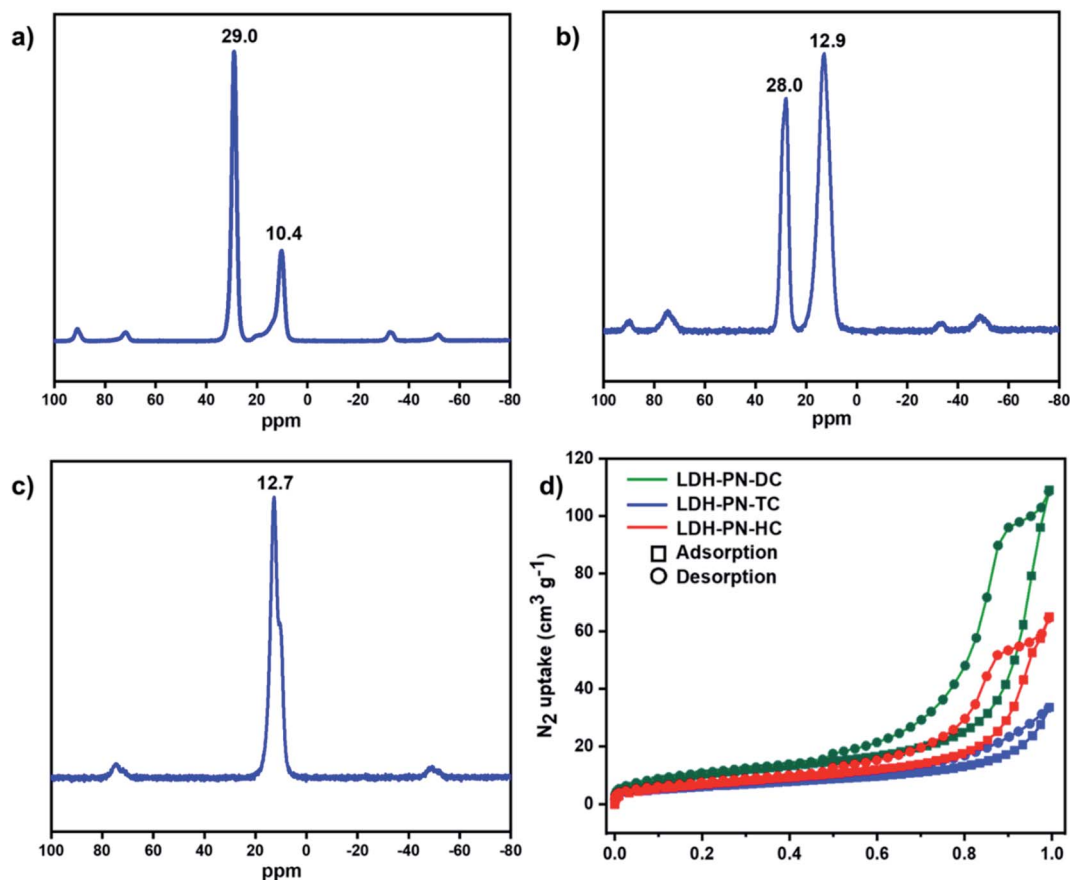 a)
29.0
10.4
100 80 60 40 20 0 -20 -40 -60 -80
ppm
b)
12.9
28.0
100 80 60 40 20 0 -20 -40 -60 -80
ppm
c)
12.7
100 80 60 40 20 0 -20 -40 -60 -80
ppm
d)
LDH-PN-DC
LDH-PN-TC
LDH-PN-HC
Adsorption
Desorption
N2 uptake (cm3 g-1)
120
100
80
60
40
20
0
0.0 0.2 0.4 0.6 0.8 1.0